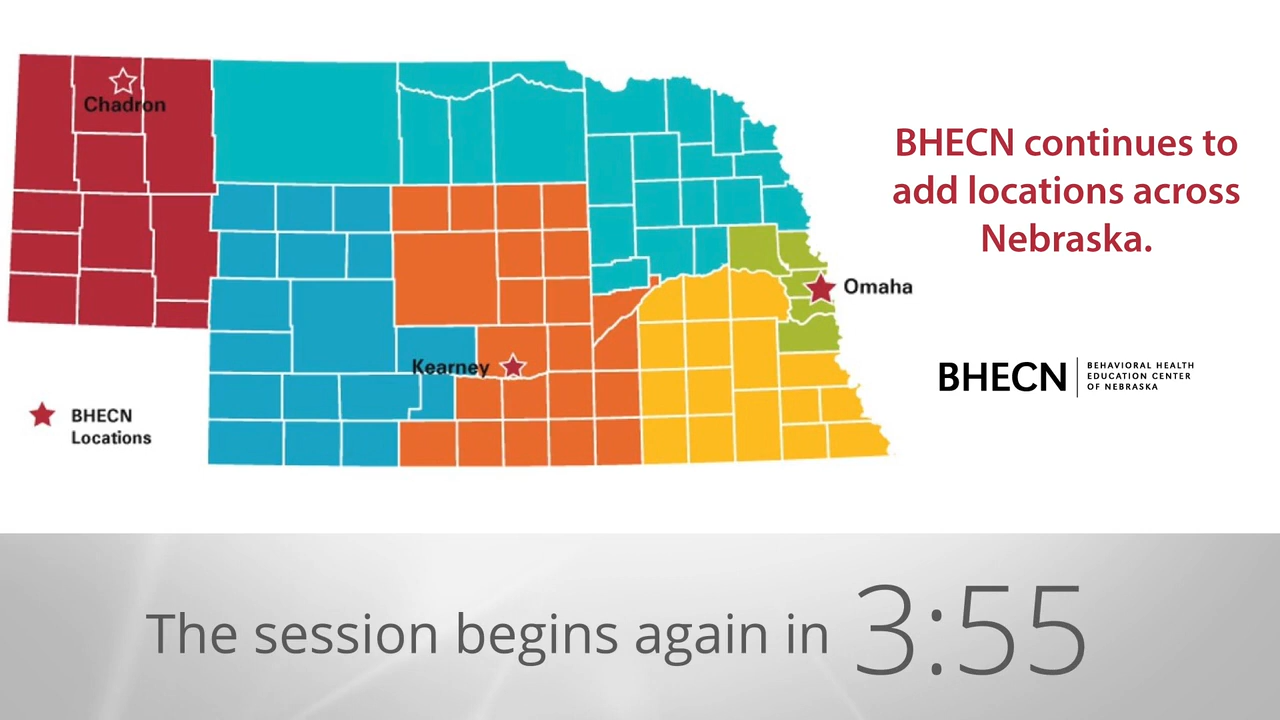 Chadron
BHECN continues to
add locations across
Nebraska.
Omaha
Kearney
BHECN
BEHAVIORAL HEALTH
EDUCATION CENTER
OF NEBRASKA
BHECN
Locations
The session begins again in 3:55